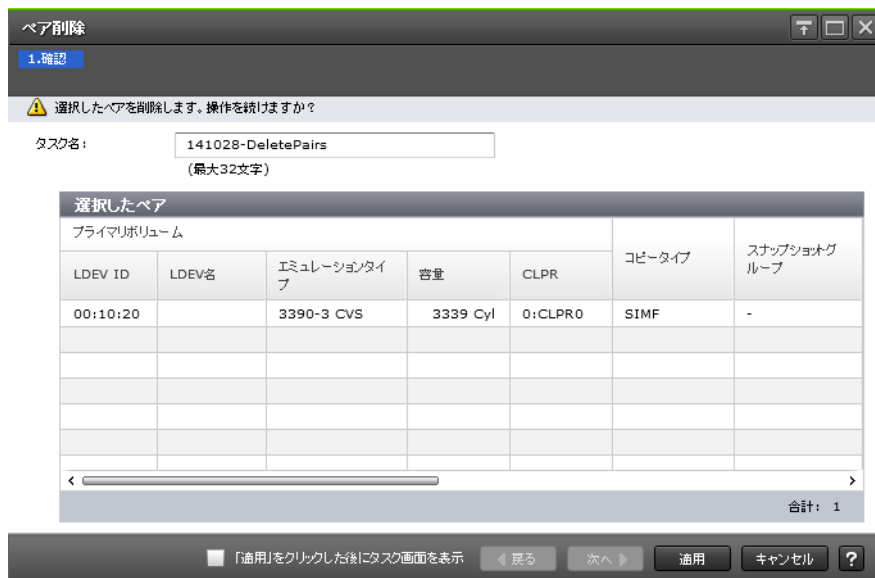 ペア削除
1.確認
選択したペアを削除します。操作を続けますか？
タスク名： 141028-DeletePairs
(最大32文字)
選択したペア
プライマリボリューム
コピータイプ
スナップショットグループ
LDEV ID LDEV名 エミュレーションタイプ 容量 CLPR
00:10:20 3390-3 CVS 3339 Cyl 0:CLPR0 SIMF -
合計： 1
「適用」をクリックした後にタスク画面を表示 戻る 次へ 適用 キャンセル ?